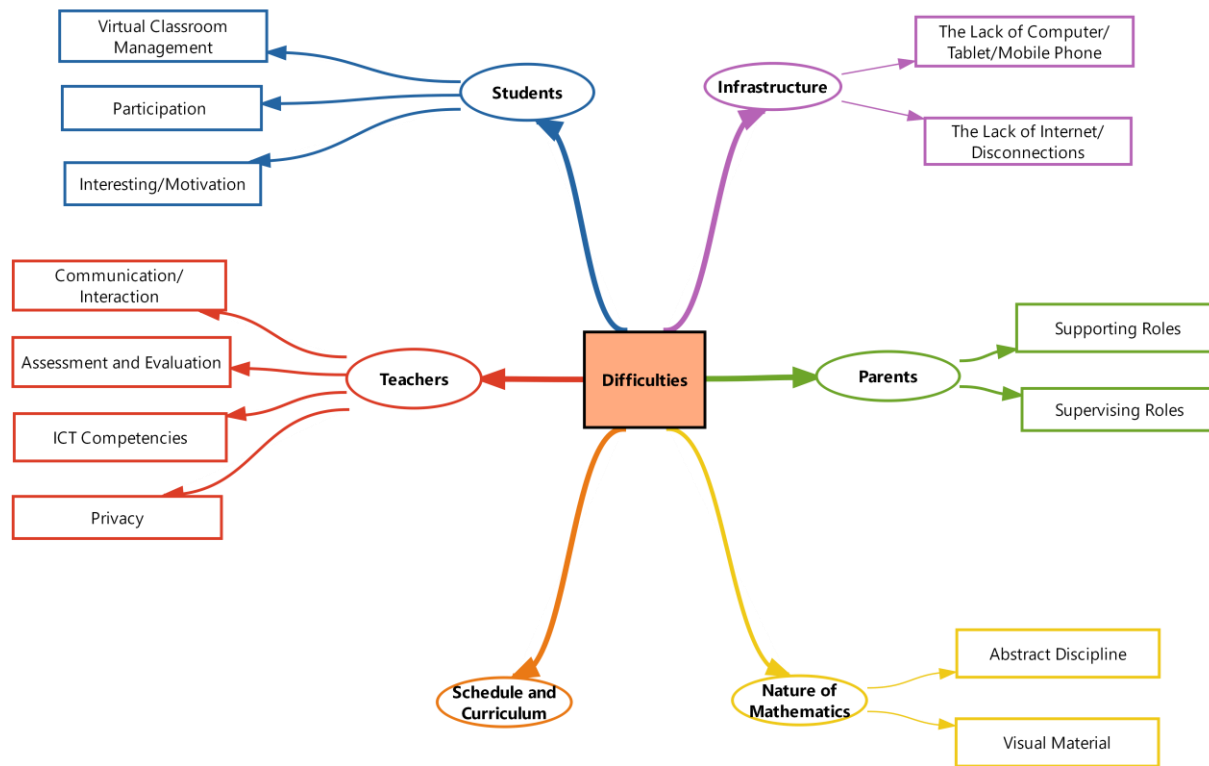 Virtual Classroom
Management
Participation
Interesting/Motivation
Students
Infrastructure
The Lack of Computer/
Tablet/Mobile Phone
The Lack of Internet/
Disconnections
Communication/
Interaction
Assessment and Evaluation
ICT Competencies
Privacy
Teachers
Difficulties
Parents
Supporting Roles
Supervising Roles
Schedule and
Curriculum
Nature of
Mathematics
Abstract Discipline
Visual Material